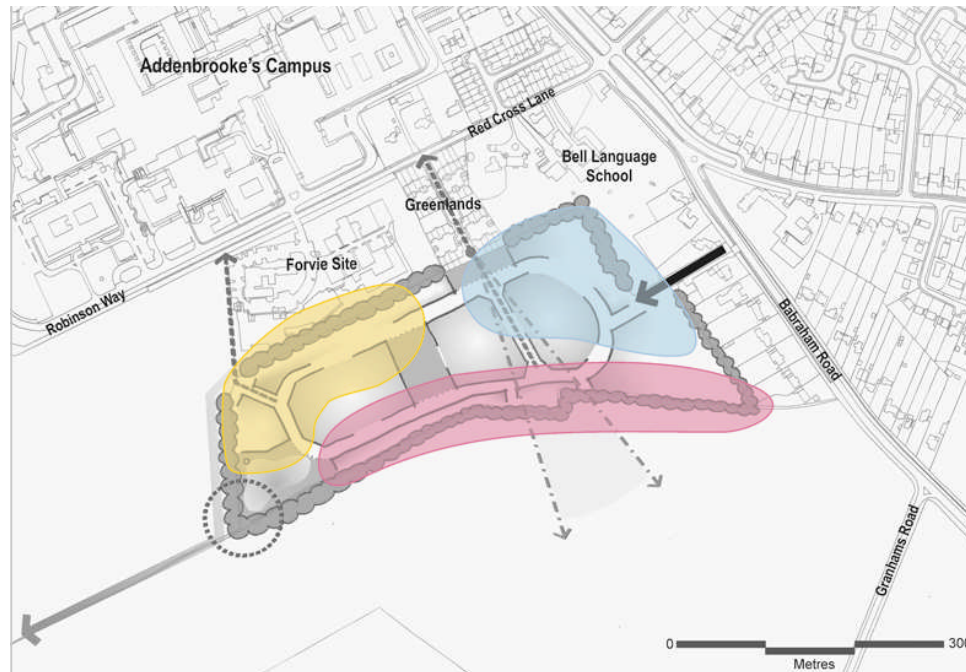 Addenbrooke's Campus
Red Cross Lane
Bell Language
School
Greenlands
Forvie Site
Robinson Way
Babraham Road
Granhams Road
0
300
Metres